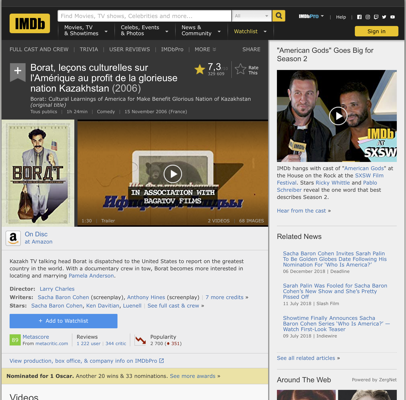 IMDb
Find Movies, TV shows, Celebrities and more...
All
IMDbPro
Help
Movies, TV & Showtimes
Celebs, Events & Photos
News & Community
Watchlist
Sign in
FULL CAST AND CREW | TRIVIA | USER REVIEWS | IMDbPro | MORE
SHARE
Borat, leçons culturelles sur
l'Amérique au profit de la glorieuse
nation Kazakhstan (2006)
7,3
Rate This
Borat: Cultural Learnings of America for Make Benefit Glorious Nation of Kazakhstan
(original title)
Tous publics | 1h 24min | Comedy | 15 November 2006 (France)
BORAT
IN ASSOCIATION WITH
BAGATOV FILMS
1:30 | Trailer
2 VIDEOS | 88 IMAGES
On Disc
at Amazon
Kazakh TV talking head Borat is dispatched to the United States to report on the greatest
country in the world. With a documentary crew in tow, Borat becomes more interested in
locating and marrying Pamela Anderson.
Director: Larry Charles
Writers: Sacha Baron Cohen (screenplay), Anthony Hines (screenplay) | 7 more credits »
Stars: Sacha Baron Cohen, Ken Davitian, Luenell | See full cast & crew »
+ Add to Watchlist
89
Metascore
From metacritic.com
Reviews
1 222 user | 344 critic
Popularity
2 700 (351)
View production, box office, & company info on IMDbPro
Nominated for 1 Oscar. Another 20 wins & 33 nominations. See more awards »
Videos
"American Gods" Goes Big for
Season 2
IMDb
AT
SXSW
IMDb hangs with cast of "American Gods" at
the House on the Rock at the SXSW Film
Festival. Stars Ricky Whittle and Pablo
Schreiber reveal the one word that best
describes Season 2.
Hear from the cast »
Related News
Sacha Baron Cohen Invites Sarah Palin
To Be Golden Globes Date Following His
Nomination For 'Who Is America?'
06 December 2018 | Deadline
Sarah Palin Was Fooled for Sacha Baron
Cohen's New Show and She's Pretty
Pissed Off
11 July 2018 | Slash Film
Showtime Finally Announces Sacha
Baron Cohen Series 'Who Is America?' —
Watch First-Look Teaser
09 July 2018 | Indiewire
See all related articles »
Around The Web
Powered by ZergNet